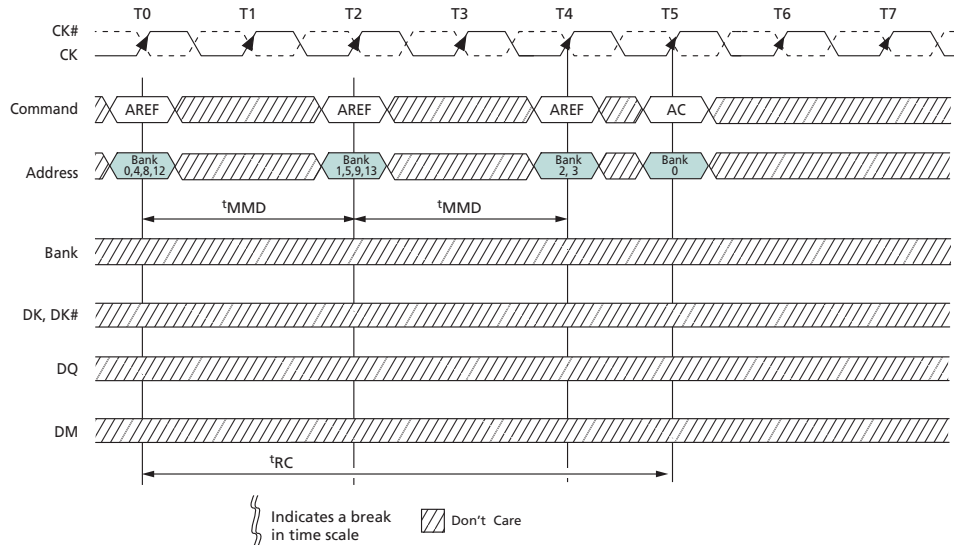 T0 T1 T2 T3 T4 T5 T6 T7
CK#
CK
Command AREF AREF AREF AC
Address Bank 0,4,8,12 Bank 1,5,9,13 Bank 2, 3 Bank 0
tMMD tMMD
Bank
DK, DK#
DQ
DM
tRC
Indicates a break
in time scale
Don't Care